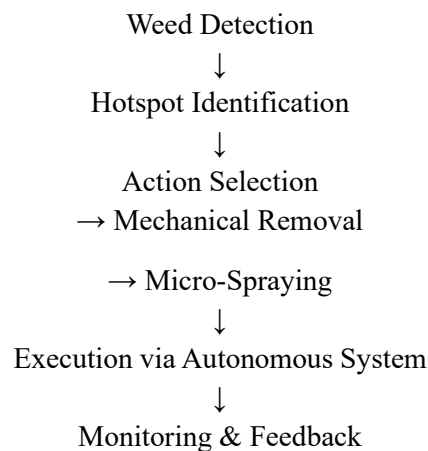 Weed Detection
↓
Hotspot Identification
↓
Action Selection
→ Mechanical Removal
→ Micro-Spraying
↓
Execution via Autonomous System
↓
Monitoring & Feedback